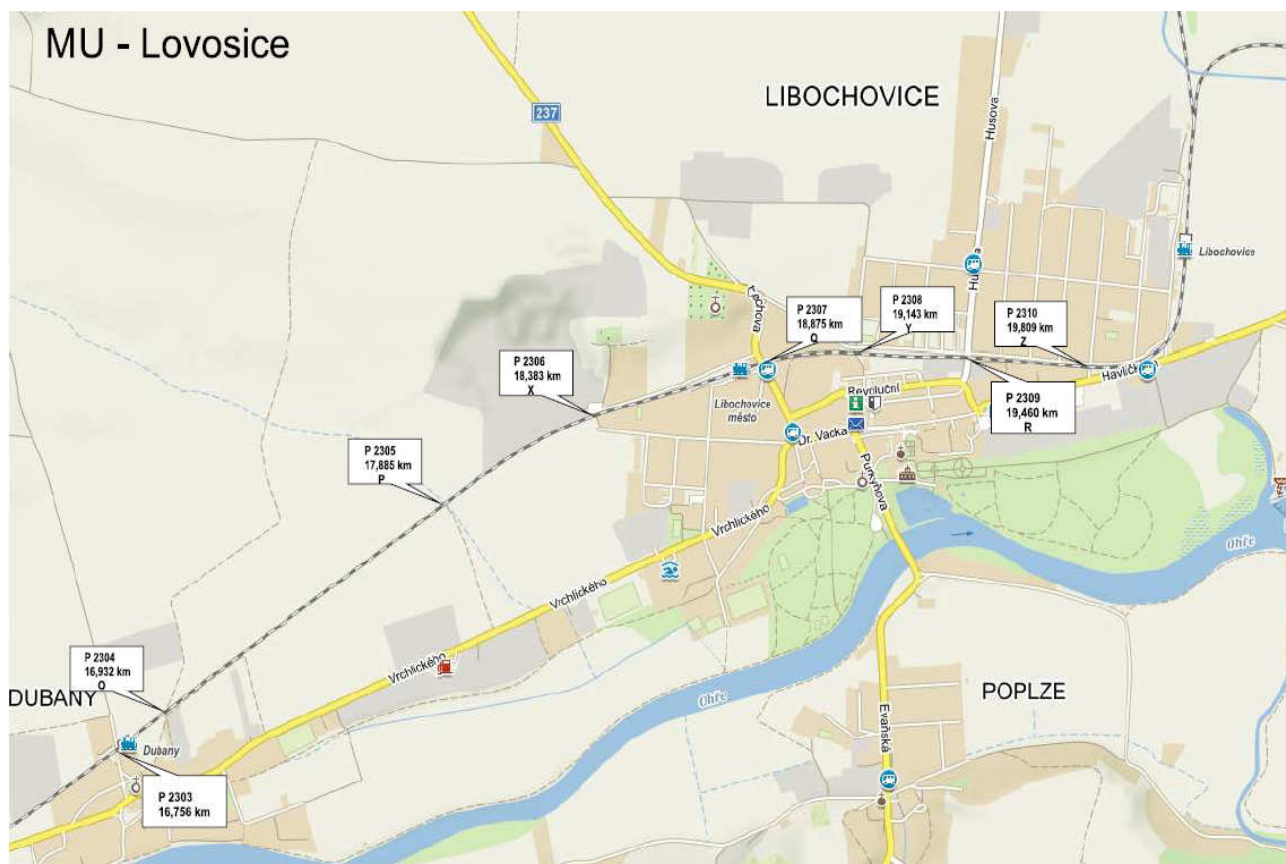 MU - Lovosice
LIBOCHOVICE
237
Husova
Libochovice
P 2307
18,875 km
Q
P 2308
19,143 km
Y
P 2310
19,809 km
Z
P 2306
18,383 km
X
Libochovice
město
Revoluční
P 2309
19,460 km
R
Dr. Vacka
P 2305
17,885 km
P
Purkyňova
Vrchlického
Vrchlického
Vrchlického
Ohře
Ohře
P 2304
16,932 km
O
DUBANY
Dubany
P 2303
16,756 km
POPLZE
Evaňská